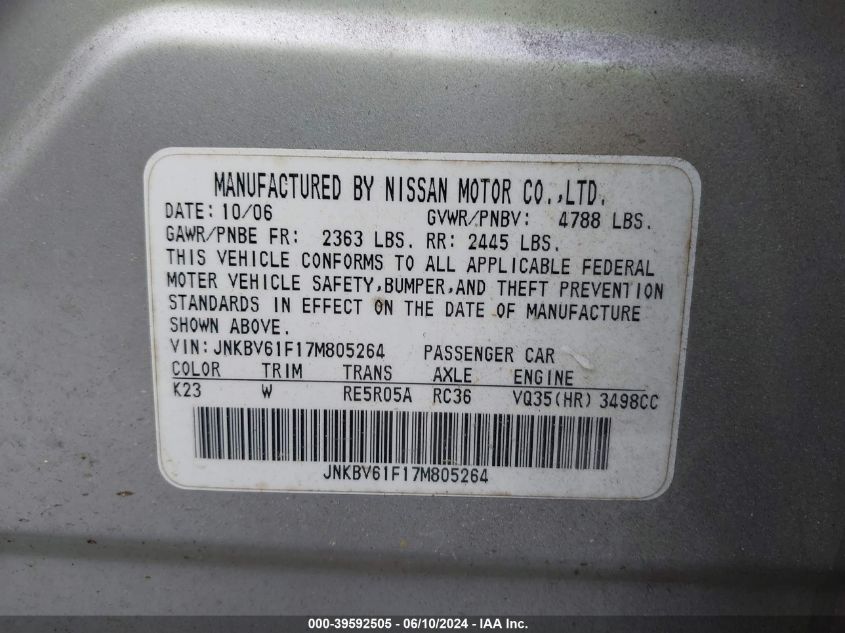 MANUFACTURED BY NISSAN MOTOR CO.,LTD.
DATE: 10/06 GVWR/PNBV: 4788 LBS.
GAWR/PNBE FR: 2363 LBS. RR: 2445 LBS.
THIS VEHICLE CONFORMS TO ALL APPLICABLE FEDERAL
MOTER VEHICLE SAFETY,BUMPER,AND THEFT PREVENTION
STANDARDS IN EFFECT ON THE DATE OF MANUFACTURE
SHOWN ABOVE.
VIN:JNKBV61F17M805264 PASSENGER CAR
COLOR TRIM TRANS AXLE ENGINE
K23 W RE5R05A RC36 VQ35(HR) 3498CC
JNKBV61F17M805264
000-39592505 - 06/10/2024 - IAA Inc.